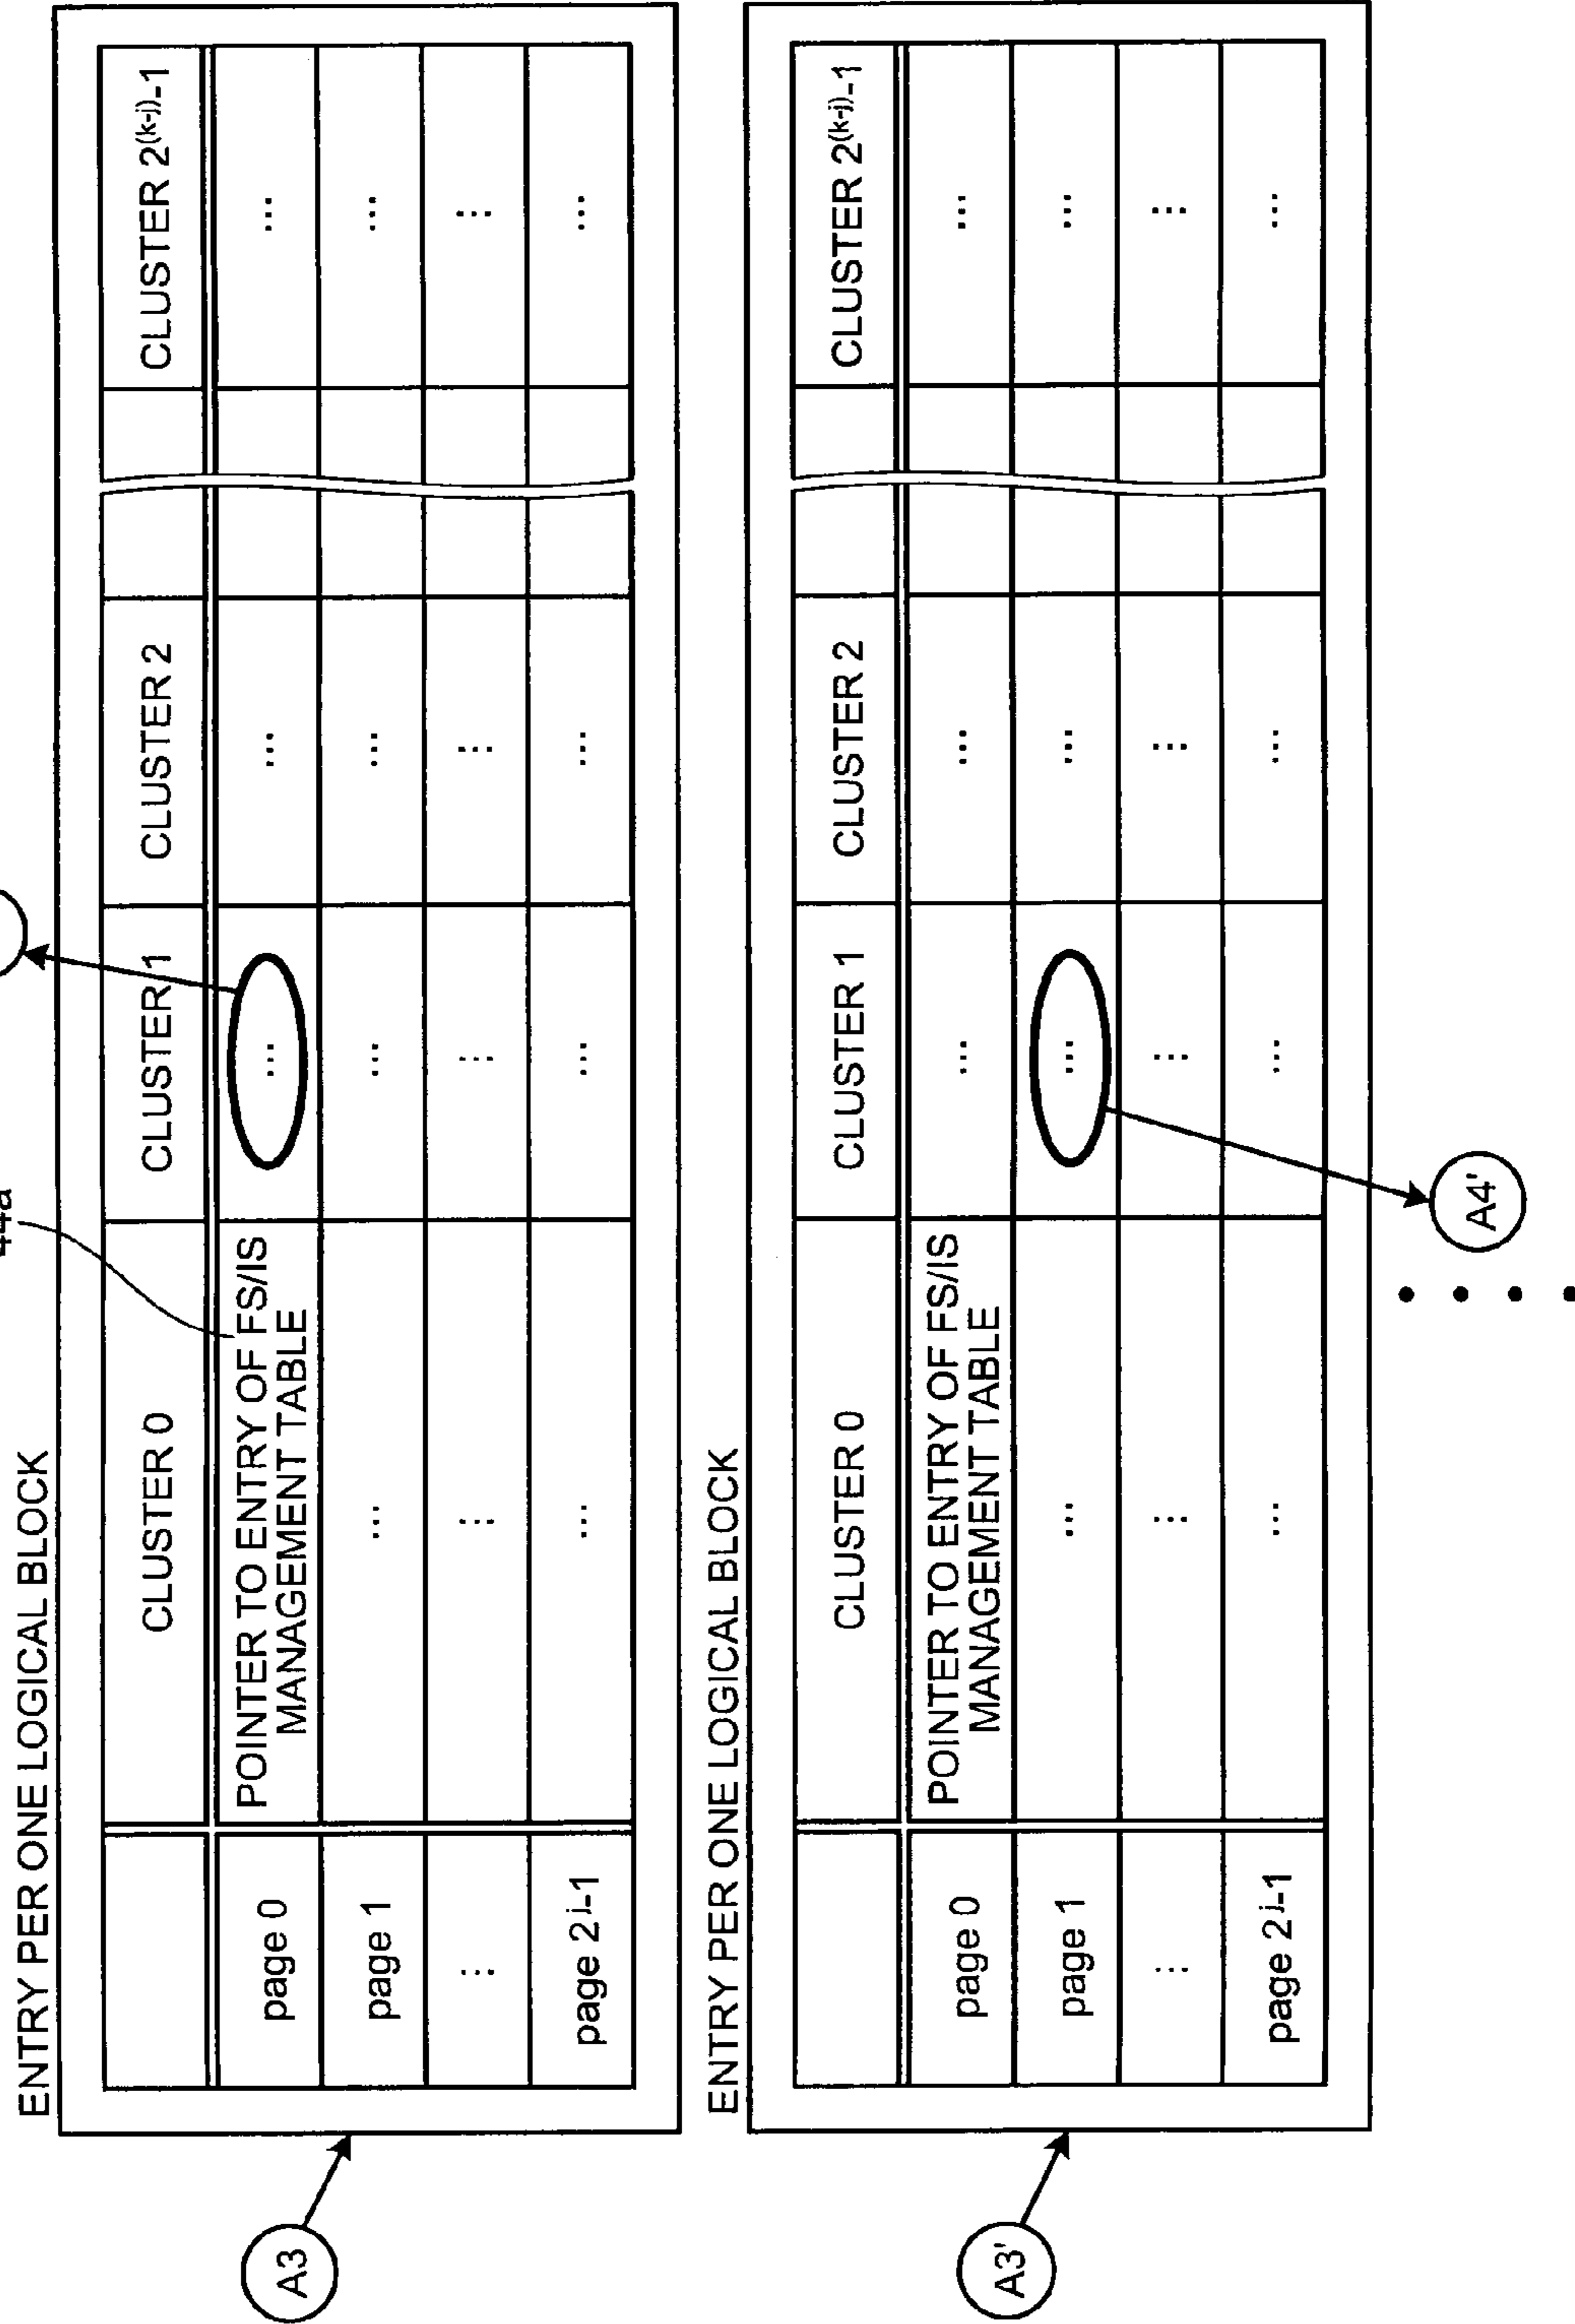 44a
ENTRY PER ONE LOGICAL BLOCK
CLUSTER 0 CLUSTER 1 CLUSTER 2 CLUSTER 2^(k-j)-1
page 0 POINTER TO ENTRY OF FS/IS MANAGEMENT TABLE ... ... ...
page 1 ... ... ... ...
⋮ ⋮ ⋮ ⋮ ⋮
page 2^j-1 ... ... ... ...
A3
ENTRY PER ONE LOGICAL BLOCK
CLUSTER 0 CLUSTER 1 CLUSTER 2 CLUSTER 2^(k-j)-1
page 0 POINTER TO ENTRY OF FS/IS MANAGEMENT TABLE ... ... ...
page 1 ... ... ... ...
⋮ ⋮ ⋮ ⋮ ⋮
page 2^j-1 ... ... ... ...
A3'
A4'